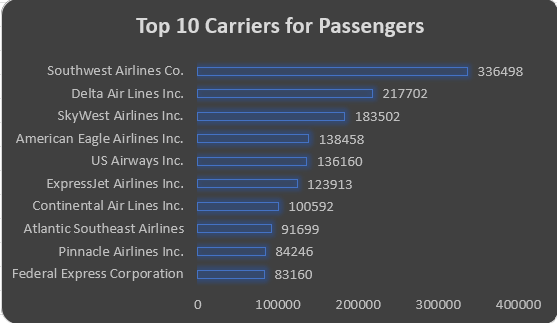 Top 10 Carriers for Passengers
Southwest Airlines Co. 336498
Delta Air Lines Inc. 217702
SkyWest Airlines Inc. 183502
American Eagle Airlines Inc. 138458
US Airways Inc. 136160
ExpressJet Airlines Inc. 123913
Continental Air Lines Inc. 100592
Atlantic Southeast Airlines 91699
Pinnacle Airlines Inc. 84246
Federal Express Corporation 83160
0 100000 200000 300000 400000